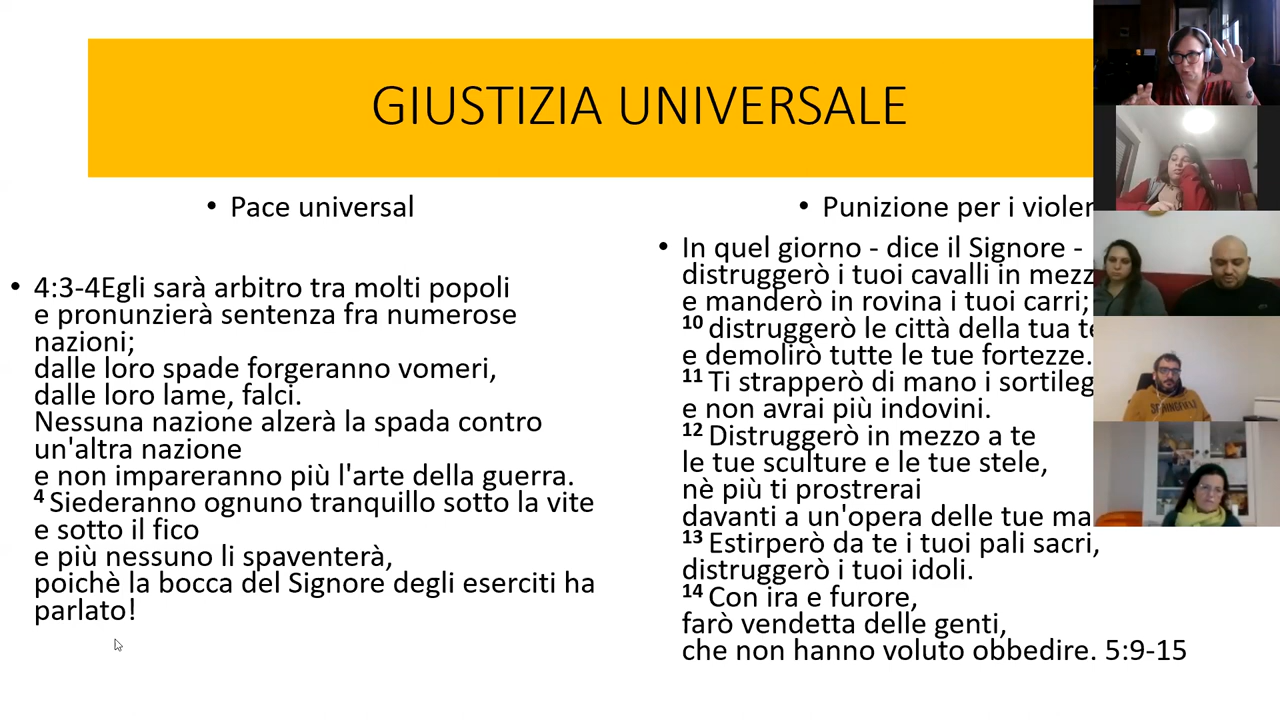 GIUSTIZIA UNIVERSALE
• Pace universal
• 4:3-4Egli sarà arbitro tra molti popoli
e pronunzierà sentenza fra numerose
nazioni;
dalle loro spade forgeranno vomeri,
dalle loro lame, falci.
Nessuna nazione alzerà la spada contro
un'altra nazione
e non impareranno più l'arte della guerra.
4 Siederanno ognuno tranquillo sotto la vite
e sotto il fico
e più nessuno li spaventerà,
poichè la bocca del Signore degli eserciti ha
parlato!
• Punizione per i
• In quel giorno - dice il Signore -
distruggerò i tuoi cavalli in
e manderò in rovina i tuoi carri;
10 distruggerò le città della tua
e demolirò tutte le tue fortezze.
11 Ti strapperò di mano i
e non avrai più indovini.
12 Distruggerò in mezzo a te
le tue sculture e le tue stele,
nè più ti prostrerai
davanti a un'opera delle tue
13 Estirperò da te i tuoi pali sacri,
distruggerò i tuoi idoli.
14 Con ira e furore,
farò vendetta delle genti,
che non hanno voluto obbedire. 5:9-15
SPRINGFIELD